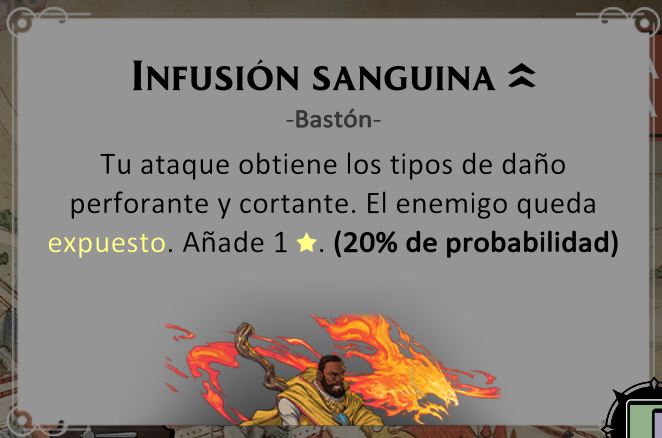 INFUSIÓN SANGUINA
-Bastón-
Tu ataque obtiene los tipos de daño
perforante y cortante. El enemigo queda
expuesto. Añade 1 ★. (20% de probabilidad)